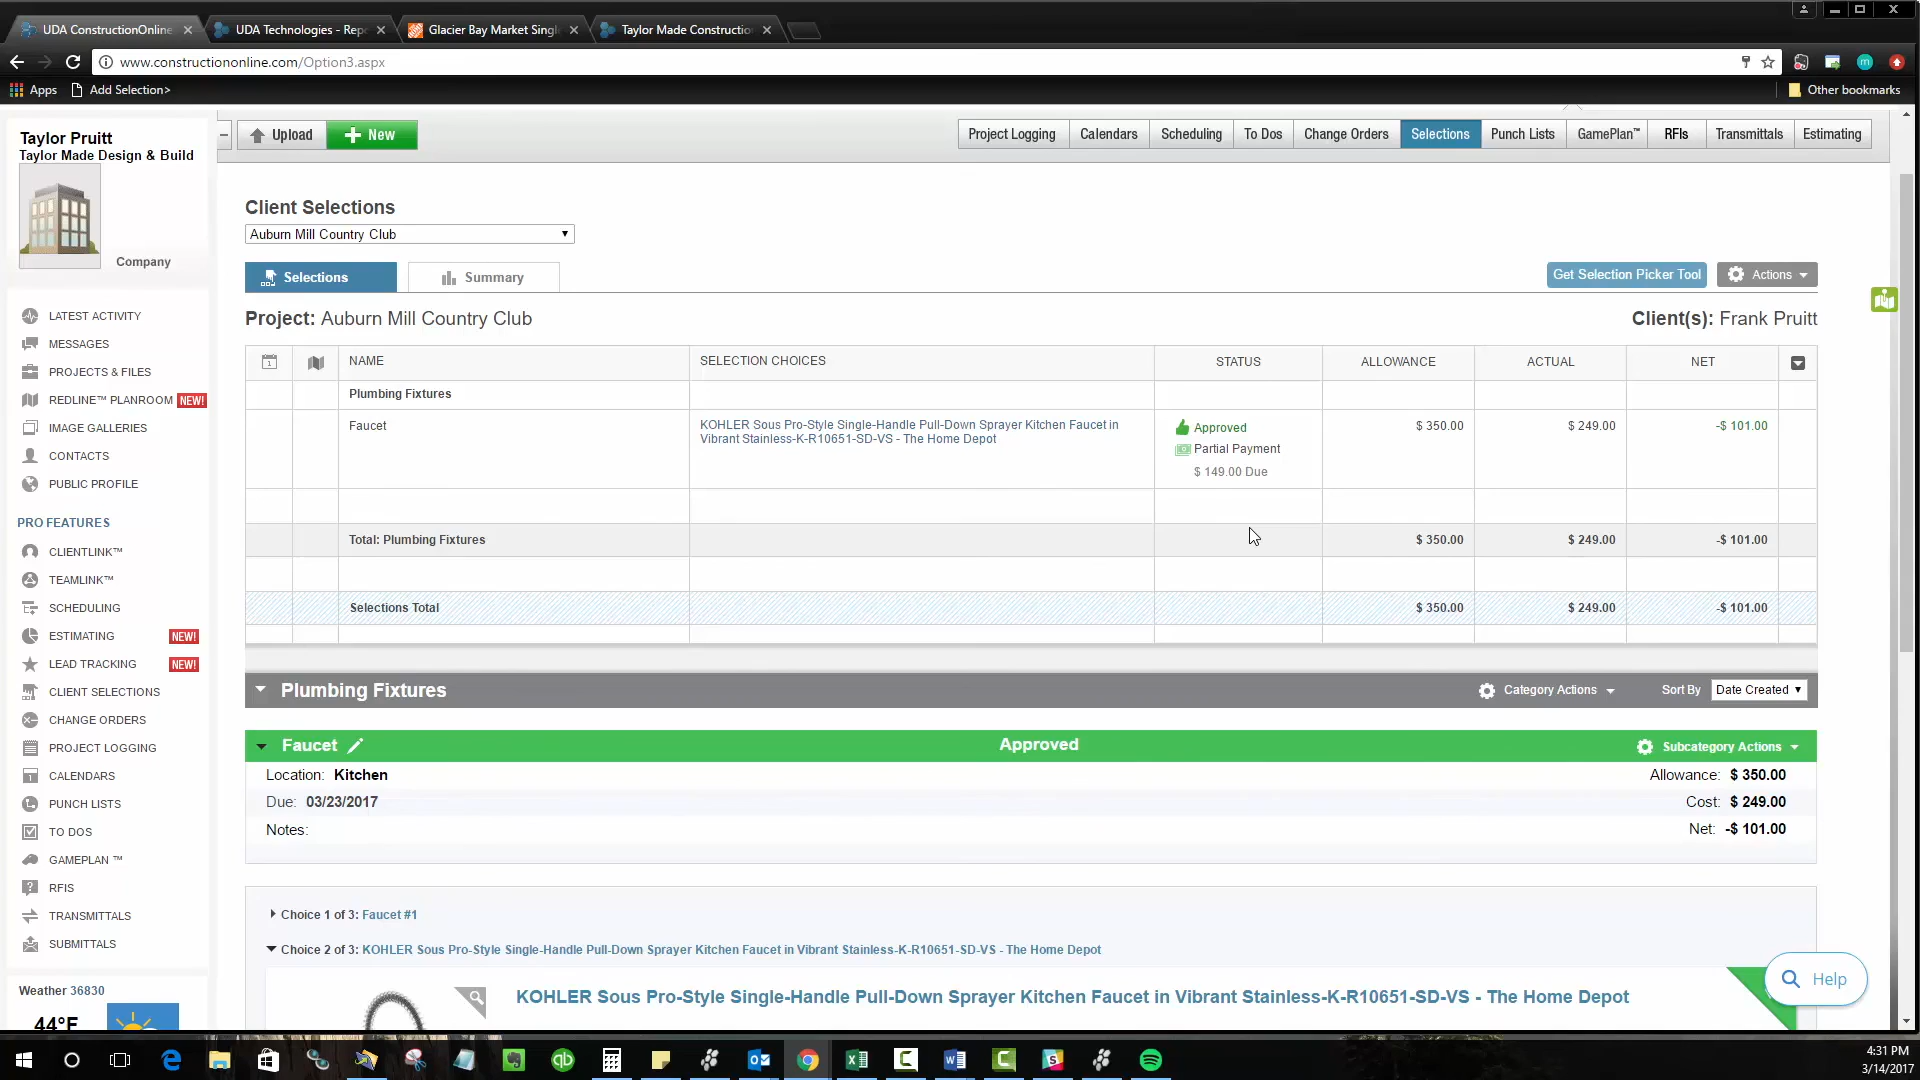 UDA ConstructionOnline
UDA Technologies - Rep
Glacier Bay Market Singl
Taylor Made Constructio
www.constructiononline.com/Option3.aspx
Apps
Add Selection>
Other bookmarks
Taylor Pruitt
Taylor Made Design & Build
Company
Upload
New
Project Logging
Calendars
Scheduling
To Dos
Change Orders
Selections
Punch Lists
GamePlan™
RFIs
Transmittals
Estimating
LATEST ACTIVITY
MESSAGES
PROJECTS & FILES
REDLINE™ PLANROOM NEW!
IMAGE GALLERIES
CONTACTS
PUBLIC PROFILE
PRO FEATURES
CLIENTLINK™
TEAMLINK™
SCHEDULING
ESTIMATING NEW!
LEAD TRACKING NEW!
CLIENT SELECTIONS
CHANGE ORDERS
PROJECT LOGGING
CALENDARS
PUNCH LISTS
TO DOS
GAMEPLAN ™
RFIS
TRANSMITTALS
SUBMITTALS
Weather 36830
44°F
Client Selections
Auburn Mill Country Club
Selections
Summary
Get Selection Picker Tool
Actions
Project: Auburn Mill Country Club
Client(s): Frank Pruitt
NAME SELECTION CHOICES STATUS ALLOWANCE ACTUAL NET
Plumbing Fixtures
Faucet
KOHLER Sous Pro-Style Single-Handle Pull-Down Sprayer Kitchen Faucet in
Vibrant Stainless-K-R10651-SD-VS - The Home Depot
Approved
Partial Payment
$ 149.00 Due
$ 350.00 $ 249.00 -$ 101.00
Total: Plumbing Fixtures $ 350.00 $ 249.00 -$ 101.00
Selections Total $ 350.00 $ 249.00 -$ 101.00
Plumbing Fixtures
Category Actions
Sort By Date Created
Faucet
Approved
Subcategory Actions
Location: Kitchen
Allowance: $ 350.00
Due: 03/23/2017
Cost: $ 249.00
Notes:
Net: -$ 101.00
Choice 1 of 3: Faucet #1
Choice 2 of 3: KOHLER Sous Pro-Style Single-Handle Pull-Down Sprayer Kitchen Faucet in Vibrant Stainless-K-R10651-SD-VS - The Home Depot
KOHLER Sous Pro-Style Single-Handle Pull-Down Sprayer Kitchen Faucet in Vibrant Stainless-K-R10651-SD-VS - The Home Depot
Help
4:31 PM
3/14/2017